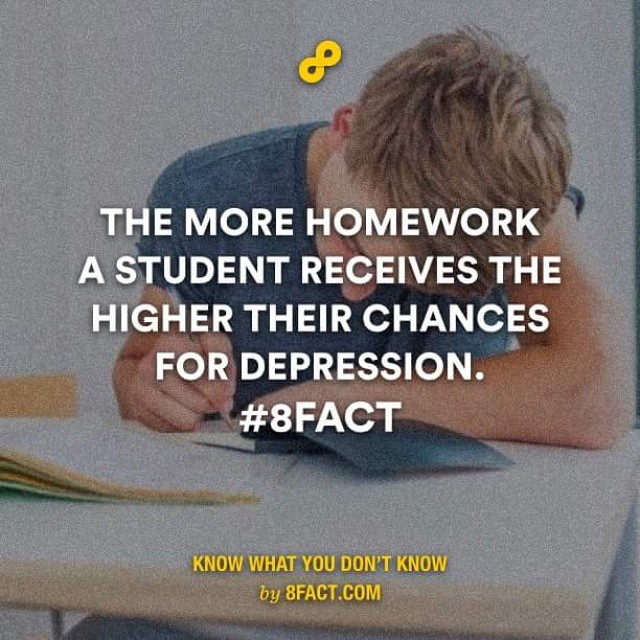 THE MORE HOMEWORK
A STUDENT RECEIVES THE
HIGHER THEIR CHANCES
FOR DEPRESSION.
#8FACT
KNOW WHAT YOU DON'T KNOW
by 8FACT.COM